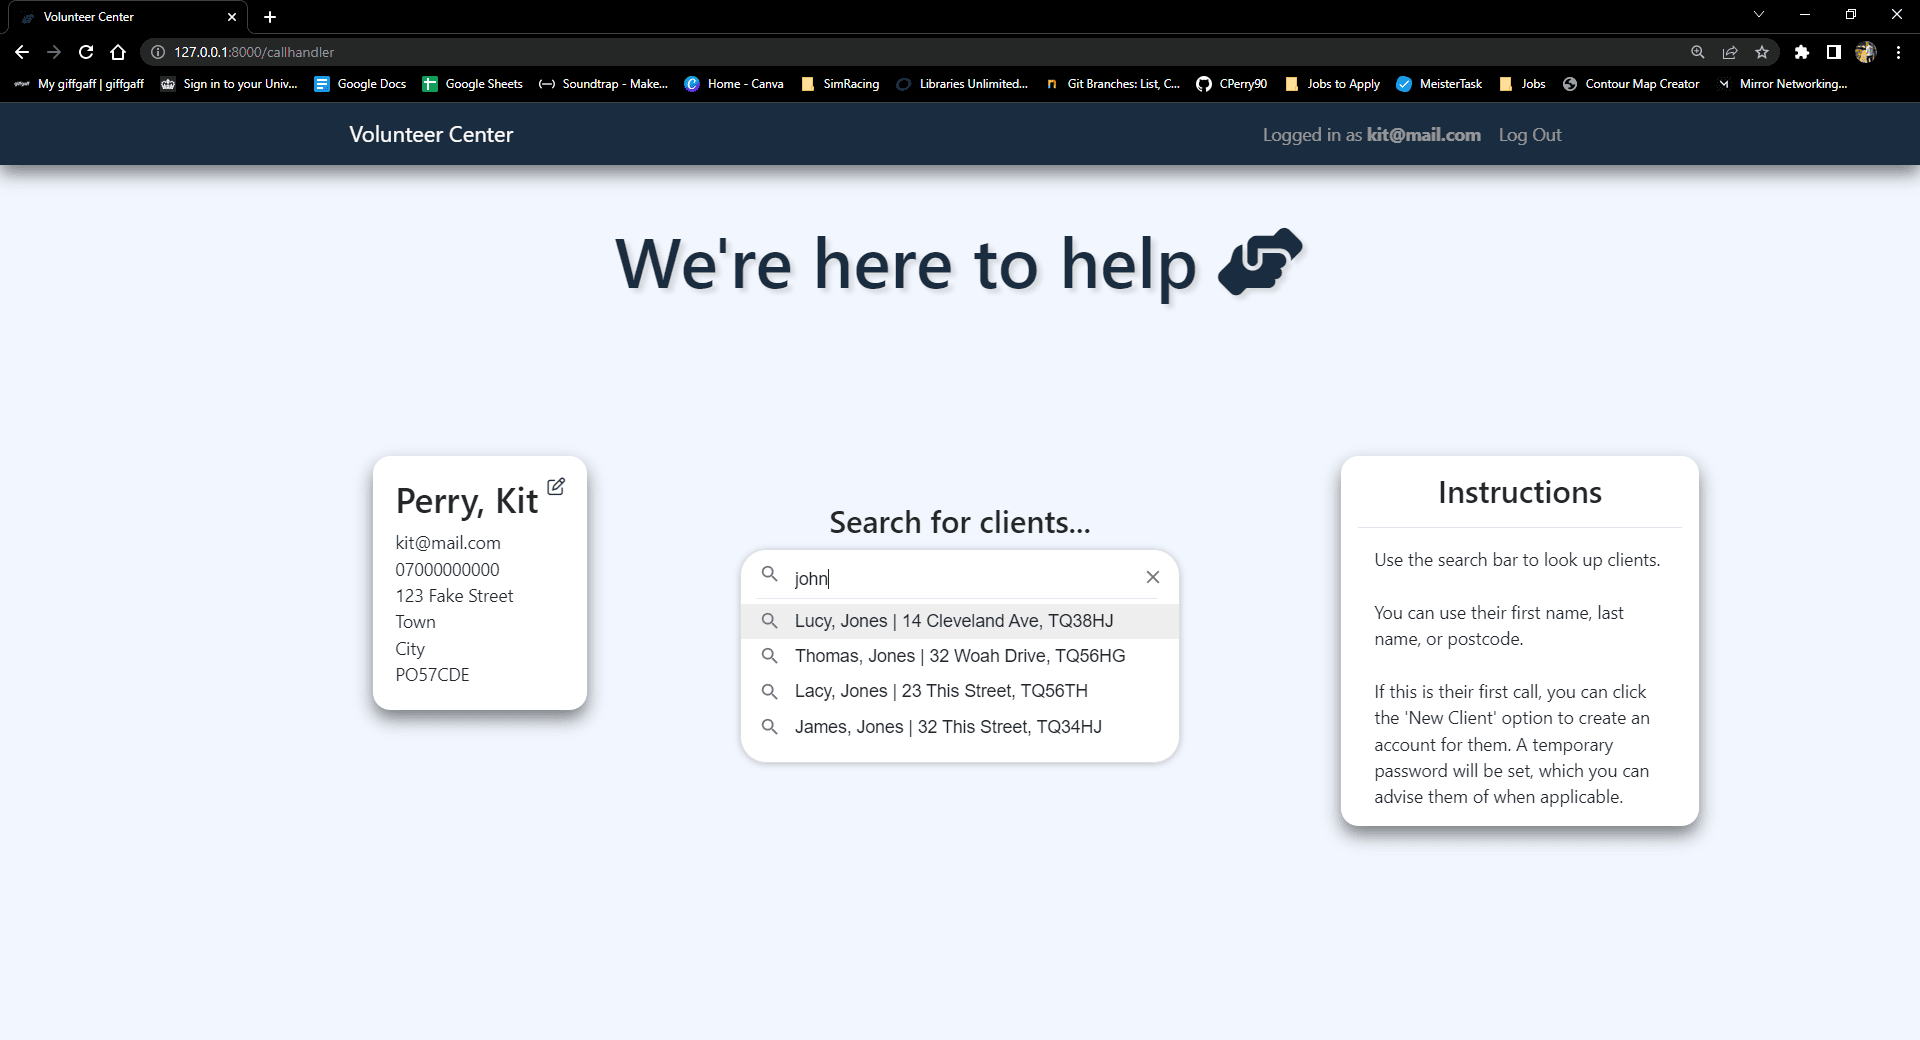 Volunteer Center
127.0.0.1:8000/callhandler
My giffgaff | giffgaff
Sign in to your Univ...
Google Docs
Google Sheets
Soundtrap - Make...
Home - Canva
SimRacing
Libraries Unlimited...
Git Branches: List, C...
CPerry90
Jobs to Apply
MeisterTask
Jobs
Contour Map Creator
Mirror Networking...
Volunteer Center
Logged in as kit@mail.com
Log Out
We're here to help
Perry, Kit
kit@mail.com
07000000000
123 Fake Street
Town
City
PO57CDE
Search for clients...
john
Lucy, Jones | 14 Cleveland Ave, TQ38HJ
Thomas, Jones | 32 Woah Drive, TQ56HG
Lacy, Jones | 23 This Street, TQ56TH
James, Jones | 32 This Street, TQ34HJ
Instructions
Use the search bar to look up clients.
You can use their first name, last
name, or postcode.
If this is their first call, you can click
the 'New Client' option to create an
account for them. A temporary
password will be set, which you can
advise them of when applicable.